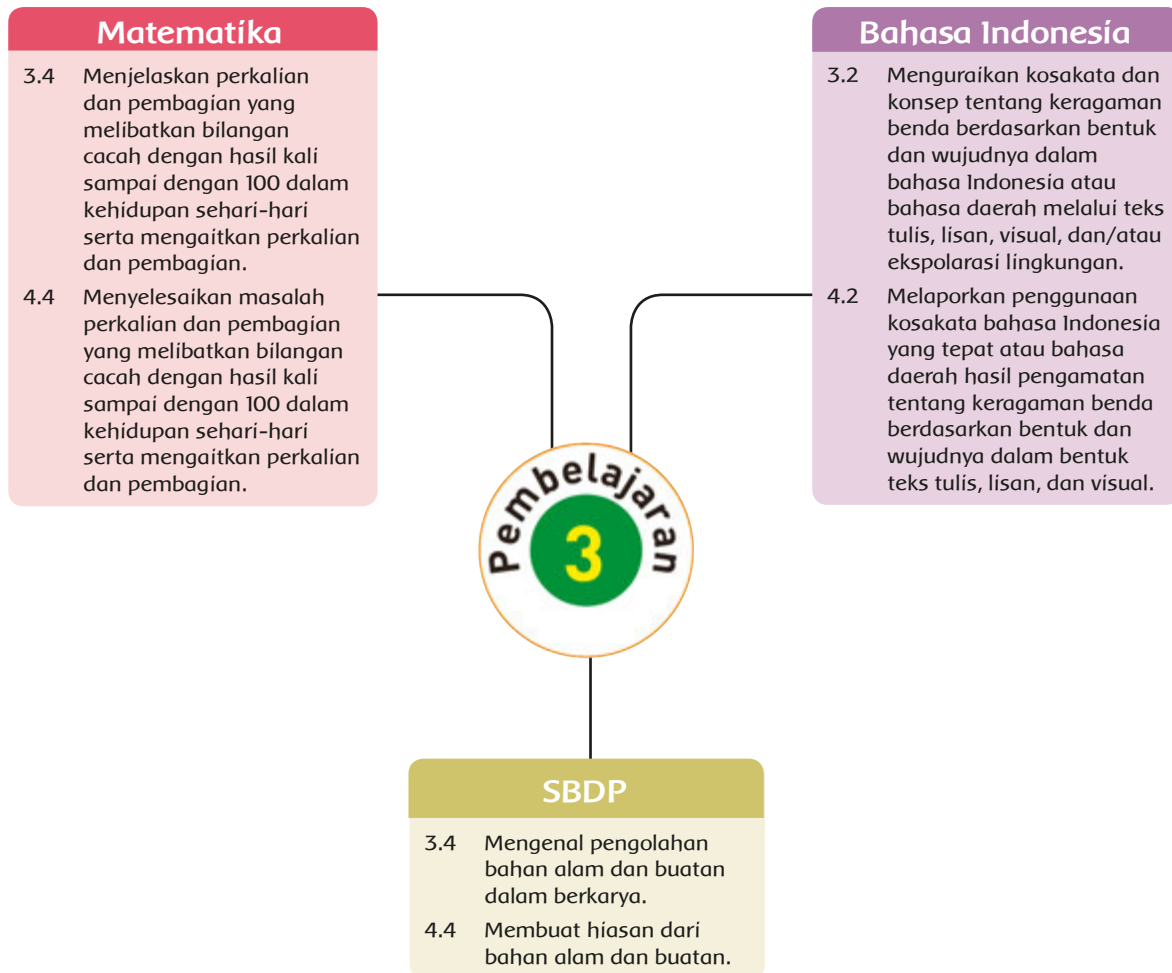 Matematika
3.4 Menjelaskan perkalian
dan pembagian yang
melibatkan bilangan
cacah dengan hasil kali
sampai dengan 100 dalam
kehidupan sehari-hari
serta mengaitkan perkalian
dan pembagian.
4.4 Menyelesaikan masalah
perkalian dan pembagian
yang melibatkan bilangan
cacah dengan hasil kali
sampai dengan 100 dalam
kehidupan sehari-hari
serta mengaitkan perkalian
dan pembagian.
Bahasa Indonesia
3.2 Menguraikan kosakata dan
konsep tentang keragaman
benda berdasarkan bentuk
dan wujudnya dalam
bahasa Indonesia atau
bahasa daerah melalui teks
tulis, lisan, visual, dan/atau
ekspolarasi lingkungan.
4.2 Melaporkan penggunaan
kosakata bahasa Indonesia
yang tepat atau bahasa
daerah hasil pengamatan
tentang keragaman benda
berdasarkan bentuk dan
wujudnya dalam bentuk
teks tulis, lisan, dan visual.
Pembelajaran
3
SBDP
3.4 Mengenal pengolahan
bahan alam dan buatan
dalam berkarya.
4.4 Membuat hiasan dari
bahan alam dan buatan.